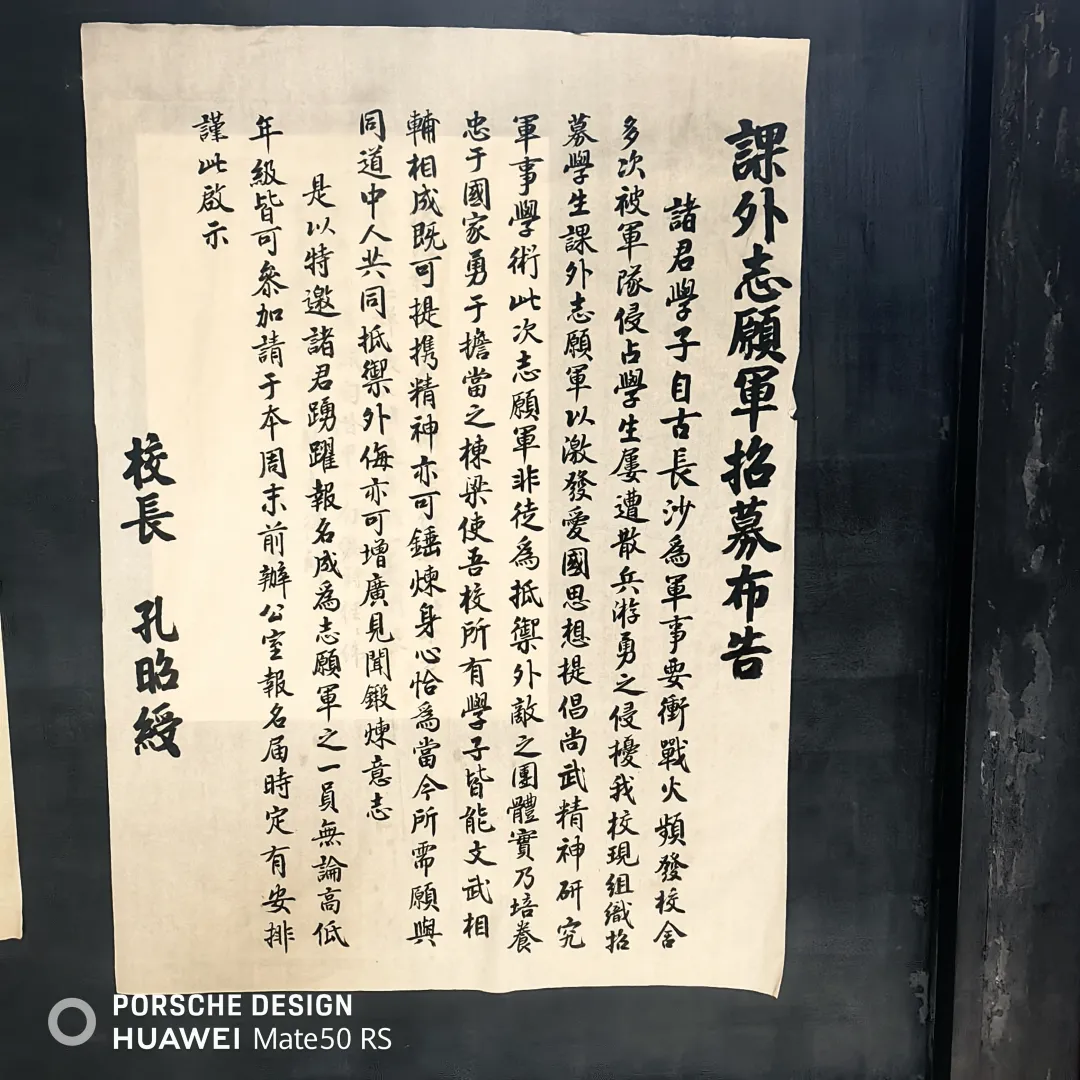 課外志願軍招募布告
諸君學子自古長沙為軍事要衝戰火頻發校舍
多次被軍隊侵占學生屢遭散兵游勇之侵擾我校現組織招
募學生課外志願軍以激發愛國思想提倡尚武精神研究
軍事學術此次志願軍非徒為抵禦外敵之團體實乃培養
忠于國家勇于擔當之棟梁使吾校所有學子皆能文武相
輔相成既可提携精神亦可錘煉身心恰為當今所需願與
同道中人共同抵禦外侮亦可增廣見聞鍛煉意志
是以特邀諸君踴躍報名成為志願軍之一員無論高低
年級皆可參加請于本周末前辦公室報名届時定有安排
謹此啟示
校長 孔昭綬
PORSCHE DESIGN
HUAWEI Mate50 RS